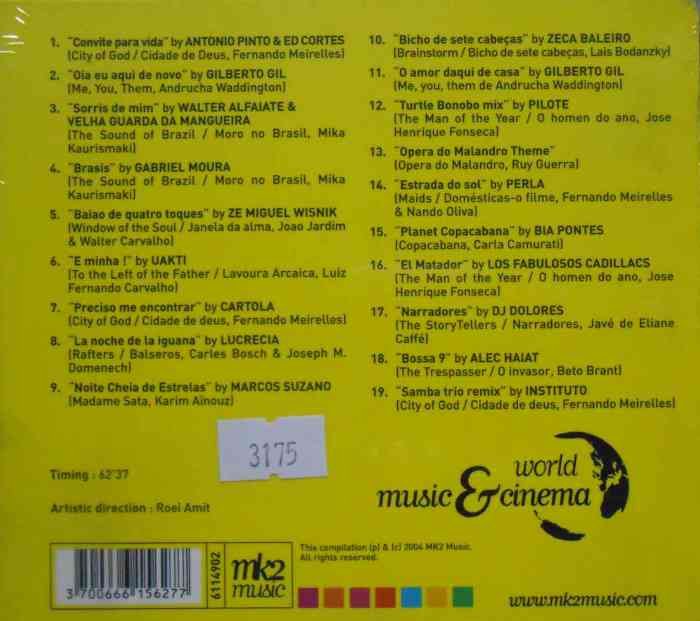 1. "Convite para vida" by ANTONIO PINTO & ED CORTES
(City of God / Cidade de Deus, Fernando Meirelles)
2. "Oia eu aqui de novo" by GILBERTO GIL
(Me, You, Them, Andrucha Waddington)
3. "Sorris de mim" by WALTER ALFAIATE &
VELHA GUARDA DA MANGUEIRA
(The Sound of Brazil / Moro no Brasil, Mika
Kaurismaki)
4. "Brasis" by GABRIEL MOURA
(The Sound of Brazil / Moro no Brasil, Mika
Kaurismaki)
5. "Baiao de quatro toques" by ZE MIGUEL WISNIK
(Window of the Soul / Janela da alma, Joao Jardim
& Walter Carvalho)
6. "E minha !" by UAKTI
(To the Left of the Father / Lavoura Arcaica, Luiz
Fernando Carvalho)
7. "Preciso me encontrar" by CARTOLA
(City of God / Cidade de deus, Fernando Meirelles)
8. "La noche de la iguana" by LUCRECIA
(Rafters / Balseros, Carles Bosch & Joseph M.
Domenech)
9. "Noite Cheia de Estrelas" by MARCOS SUZANO
(Madame Sata, Karim Aïnouz)
10. "Bicho de sete cabeças" by ZECA BALEIRO
(Brainstorm / Bicho de sete cabeças, Lais Bodanzky)
11. "O amor daqui de casa" by GILBERTO GIL
(Me, you, them de Andrucha Waddington)
12. "Turtle Bonobo mix" by PILOTE
(The Man of the Year / O homen do ano, Jose
Henrique Fonseca)
13. "Opera do Malandro Theme"
(Opera do Malandro, Ruy Guerra)
14. "Estrada do sol" by PERLA
(Maids / Domésticas-o filme, Fernando Meirelles
& Nando Oliva)
15. "Planet Copacabana" by BIA PONTES
(Copacabana, Carla Camurati)
16. "El Matador" by LOS FABULOSOS CADILLACS
(The Man of the Year / O homen do ano, Jose
Henrique Fonseca)
17. "Narradores" by DJ DOLORES
(The StoryTellers / Narradores, Javé de Eliane
Caffé)
18. "Bossa 9" by ALEC HAIAT
(The Trespasser / O invasor, Beto Brant)
19. "Samba trio remix" by INSTITUTO
(City of God / Cidade de deus, Fernando Meirelles)
3175
Timing : 62'37
Artistic direction : Roei Amit
world
music & cinema
3 700666 156277
6114902
mk2
music
This compilation (p) & (c) 2004 MK2 Music.
All rights reserved.
www.mk2music.com